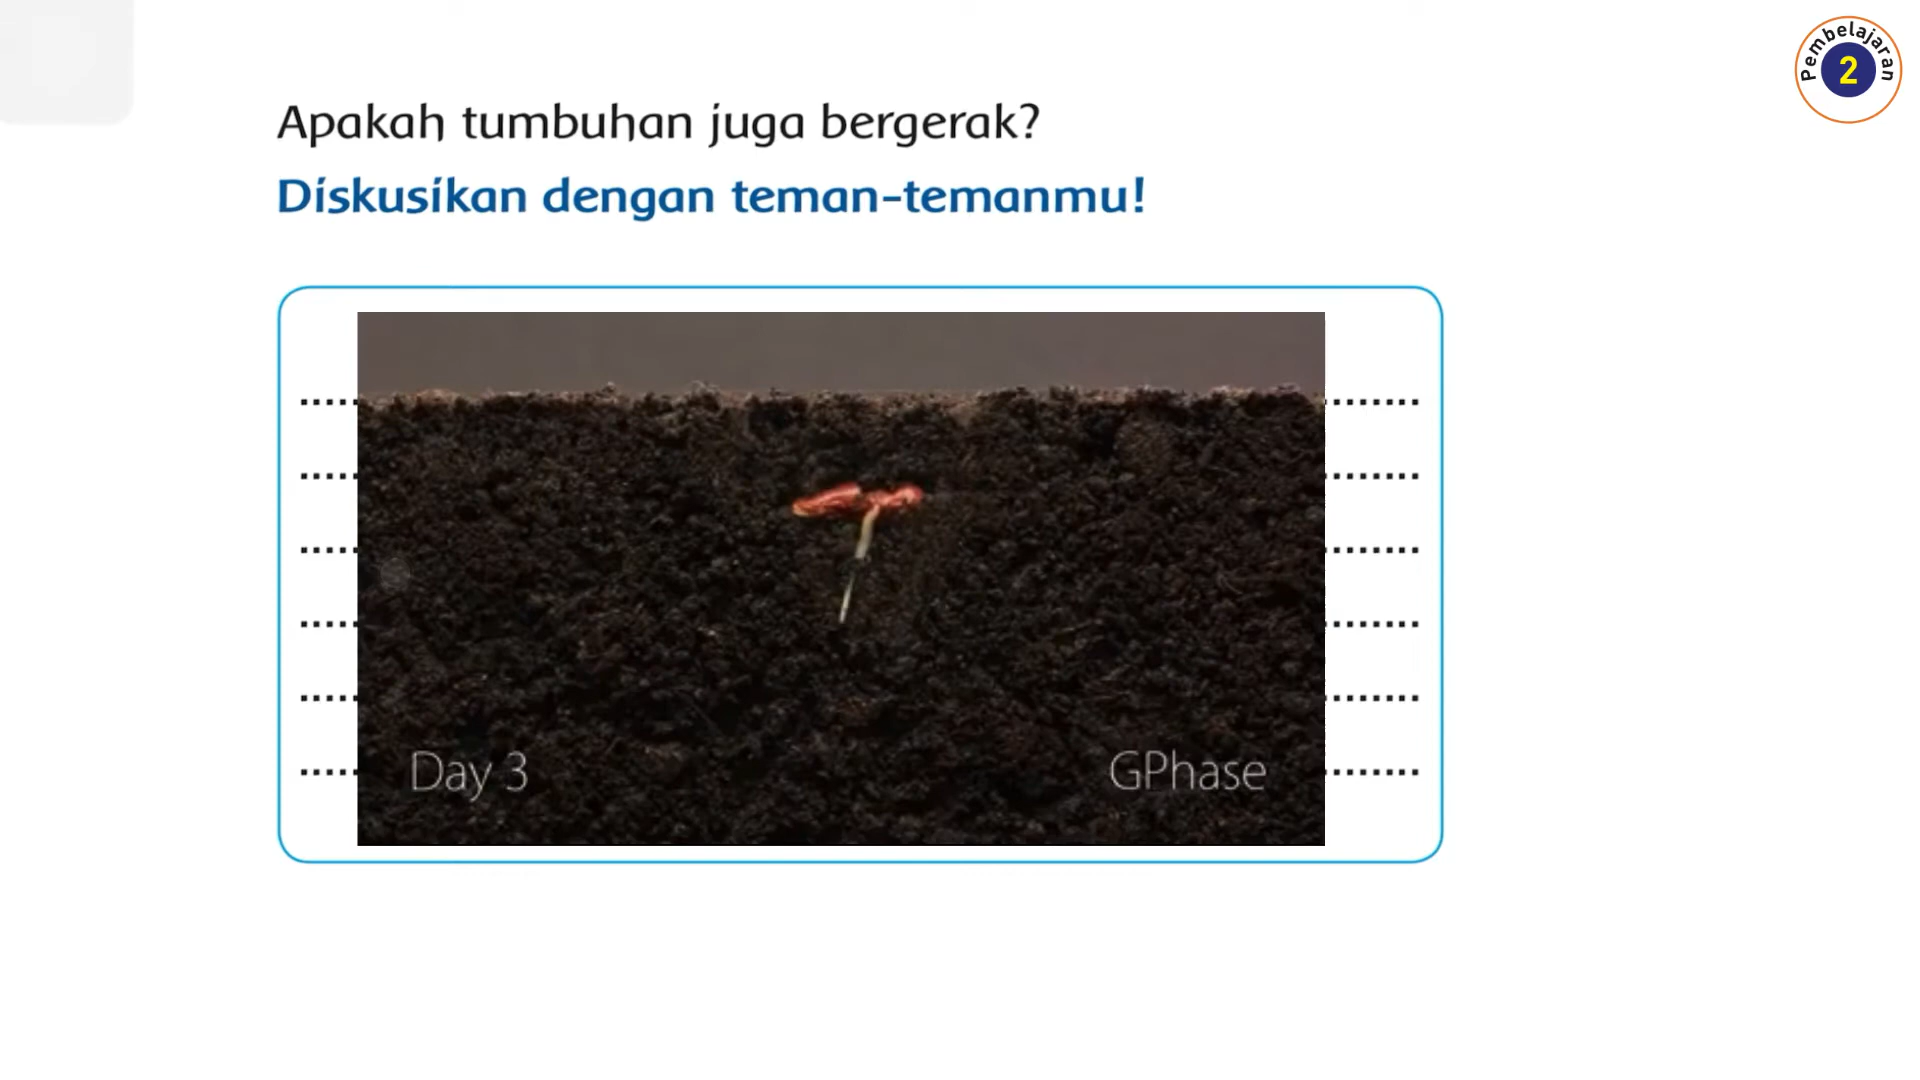 Pembelajaran
2
Apakah tumbuhan juga bergerak?
Diskusikan dengan teman-temanmu!
Day 3
GPhase